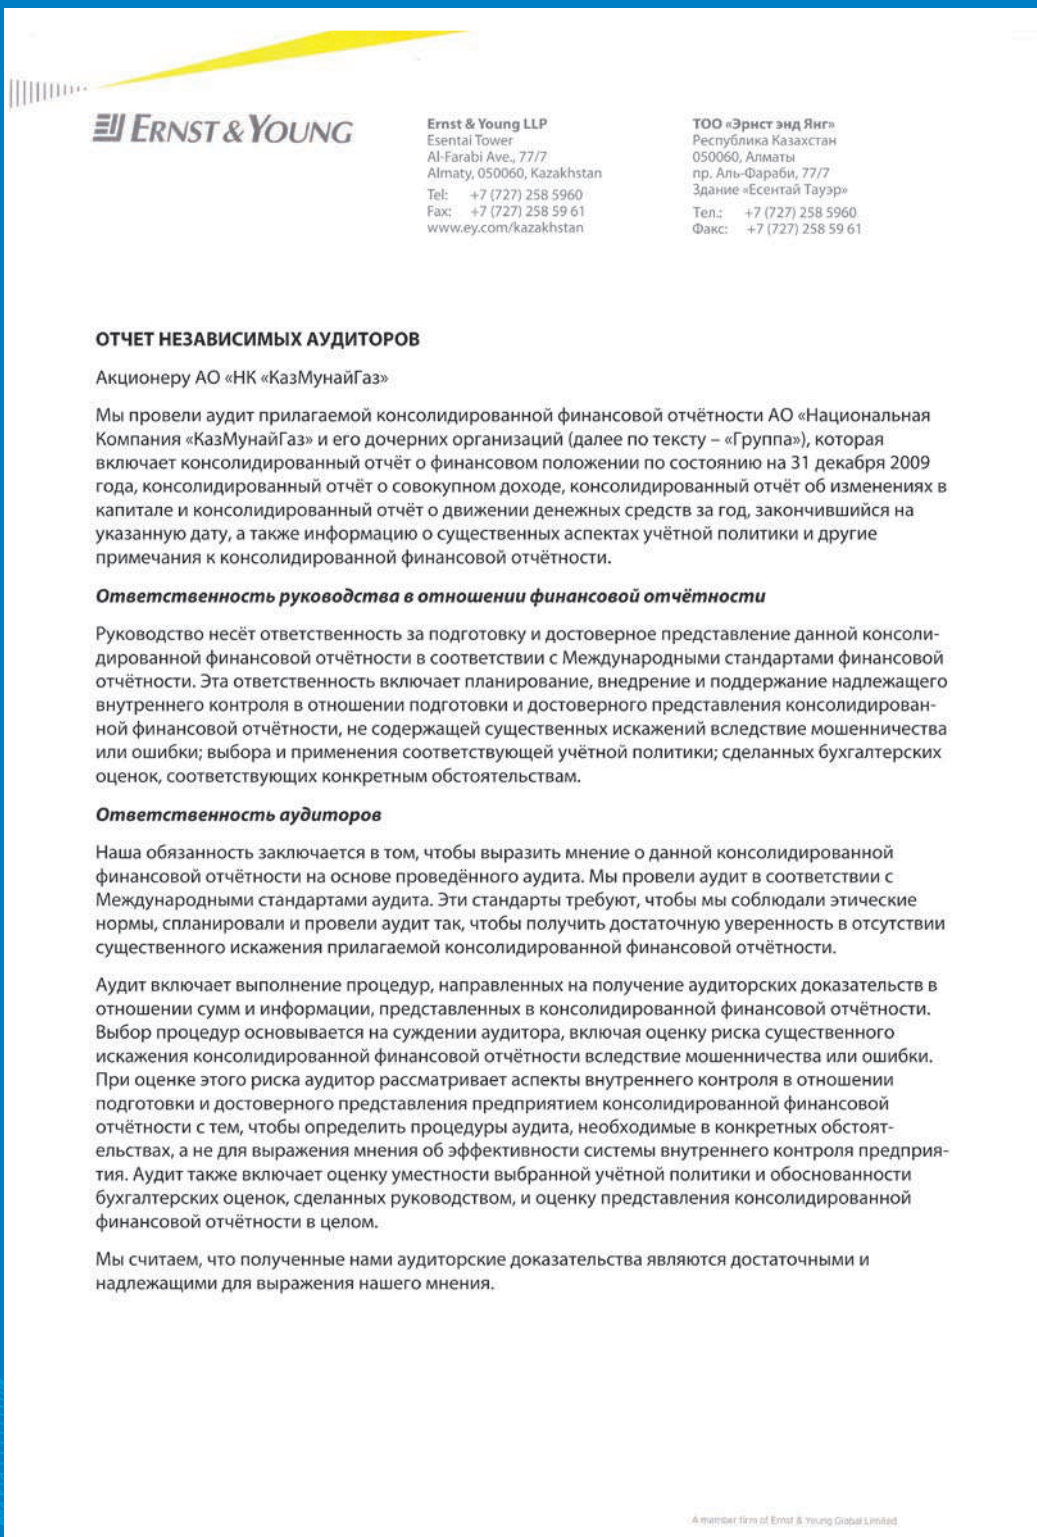 ERNST & YOUNG
Ernst & Young LLP
Esentai Tower
Al-Farabi Ave., 77/7
Almaty, 050060, Kazakhstan
Tel: +7 (727) 258 5960
Fax: +7 (727) 258 59 61
www.ey.com/kazakhstan
ТОО «Эрнст энд Янг»
Республика Казахстан
050060, Алматы
пр. Аль-Фараби, 77/7
Здание «Есентай Тауэр»
Тел.: +7 (727) 258 5960
Факс: +7 (727) 258 59 61
ОТЧЕТ НЕЗАВИСИМЫХ АУДИТОРОВ
Акционеру АО «НК «КазМунайГаз»
Мы провели аудит прилагаемой консолидированной финансовой отчётности АО «Национальная
Компания «КазМунайГаз» и его дочерних организаций (далее по тексту – «Группа»), которая
включает консолидированный отчёт о финансовом положении по состоянию на 31 декабря 2009
года, консолидированный отчёт о совокупном доходе, консолидированный отчёт об изменениях в
капитале и консолидированный отчёт о движении денежных средств за год, закончившийся на
указанную дату, а также информацию о существенных аспектах учётной политики и другие
примечания к консолидированной финансовой отчётности.
Ответственность руководства в отношении финансовой отчётности
Руководство несёт ответственность за подготовку и достоверное представление данной консоли-
дированной финансовой отчётности в соответствии с Международными стандартами финансовой
отчётности. Эта ответственность включает планирование, внедрение и поддержание надлежащего
внутреннего контроля в отношении подготовки и достоверного представления консолидирован-
ной финансовой отчётности, не содержащей существенных искажений вследствие мошенничества
или ошибки; выбора и применения соответствующей учётной политики; сделанных бухгалтерских
оценок, соответствующих конкретным обстоятельствам.
Ответственность аудиторов
Наша обязанность заключается в том, чтобы выразить мнение о данной консолидированной
финансовой отчётности на основе проведённого аудита. Мы провели аудит в соответствии с
Международными стандартами аудита. Эти стандарты требуют, чтобы мы соблюдали этические
нормы, спланировали и провели аудит так, чтобы получить достаточную уверенность в отсутствии
существенного искажения прилагаемой консолидированной финансовой отчётности.
Аудит включает выполнение процедур, направленных на получение аудиторских доказательств в
отношении сумм и информации, представленных в консолидированной финансовой отчётности.
Выбор процедур основывается на суждении аудитора, включая оценку риска существенного
искажения консолидированной финансовой отчётности вследствие мошенничества или ошибки.
При оценке этого риска аудитор рассматривает аспекты внутреннего контроля в отношении
подготовки и достоверного представления предприятием консолидированной финансовой
отчётности с тем, чтобы определить процедуры аудита, необходимые в конкретных обстоят-
ельствах, а не для выражения мнения об эффективности системы внутреннего контроля предприя-
тия. Аудит также включает оценку уместности выбранной учётной политики и обоснованности
бухгалтерских оценок, сделанных руководством, и оценку представления консолидированной
финансовой отчётности в целом.
Мы считаем, что полученные нами аудиторские доказательства являются достаточными и
надлежащими для выражения нашего мнения.
A member firm of Ernst & Young Global Limited